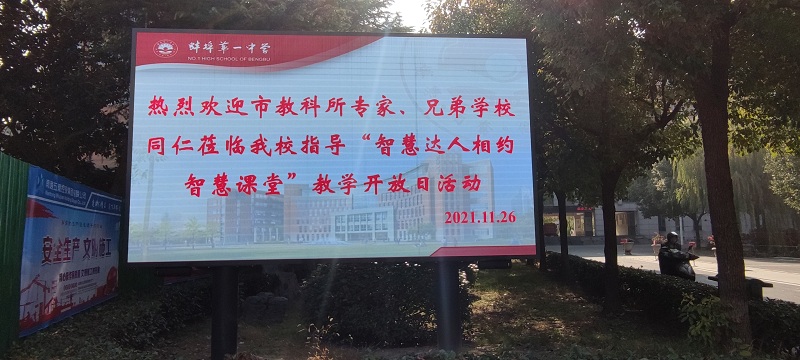 蚌埠第一中学
NO.1 HIGH SCHOOL OF BENGBU
热烈欢迎市教科所专家、兄弟学校
同仁莅临我校指导“智慧达人相约
智慧课堂”教学开放日活动
2021.11.26
安全生产 文明施工